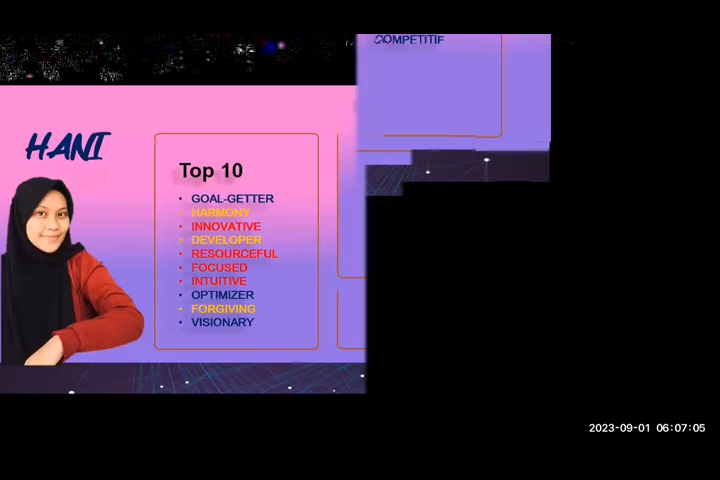 COMPETITIF
HANI
Top 10
• GOAL-GETTER
• HARMONY
• INNOVATIVE
• DEVELOPER
• RESOURCEFUL
• FOCUSED
• INTUITIVE
• OPTIMIZER
• FORGIVING
• VISIONARY
2023-09-01 06:07:05